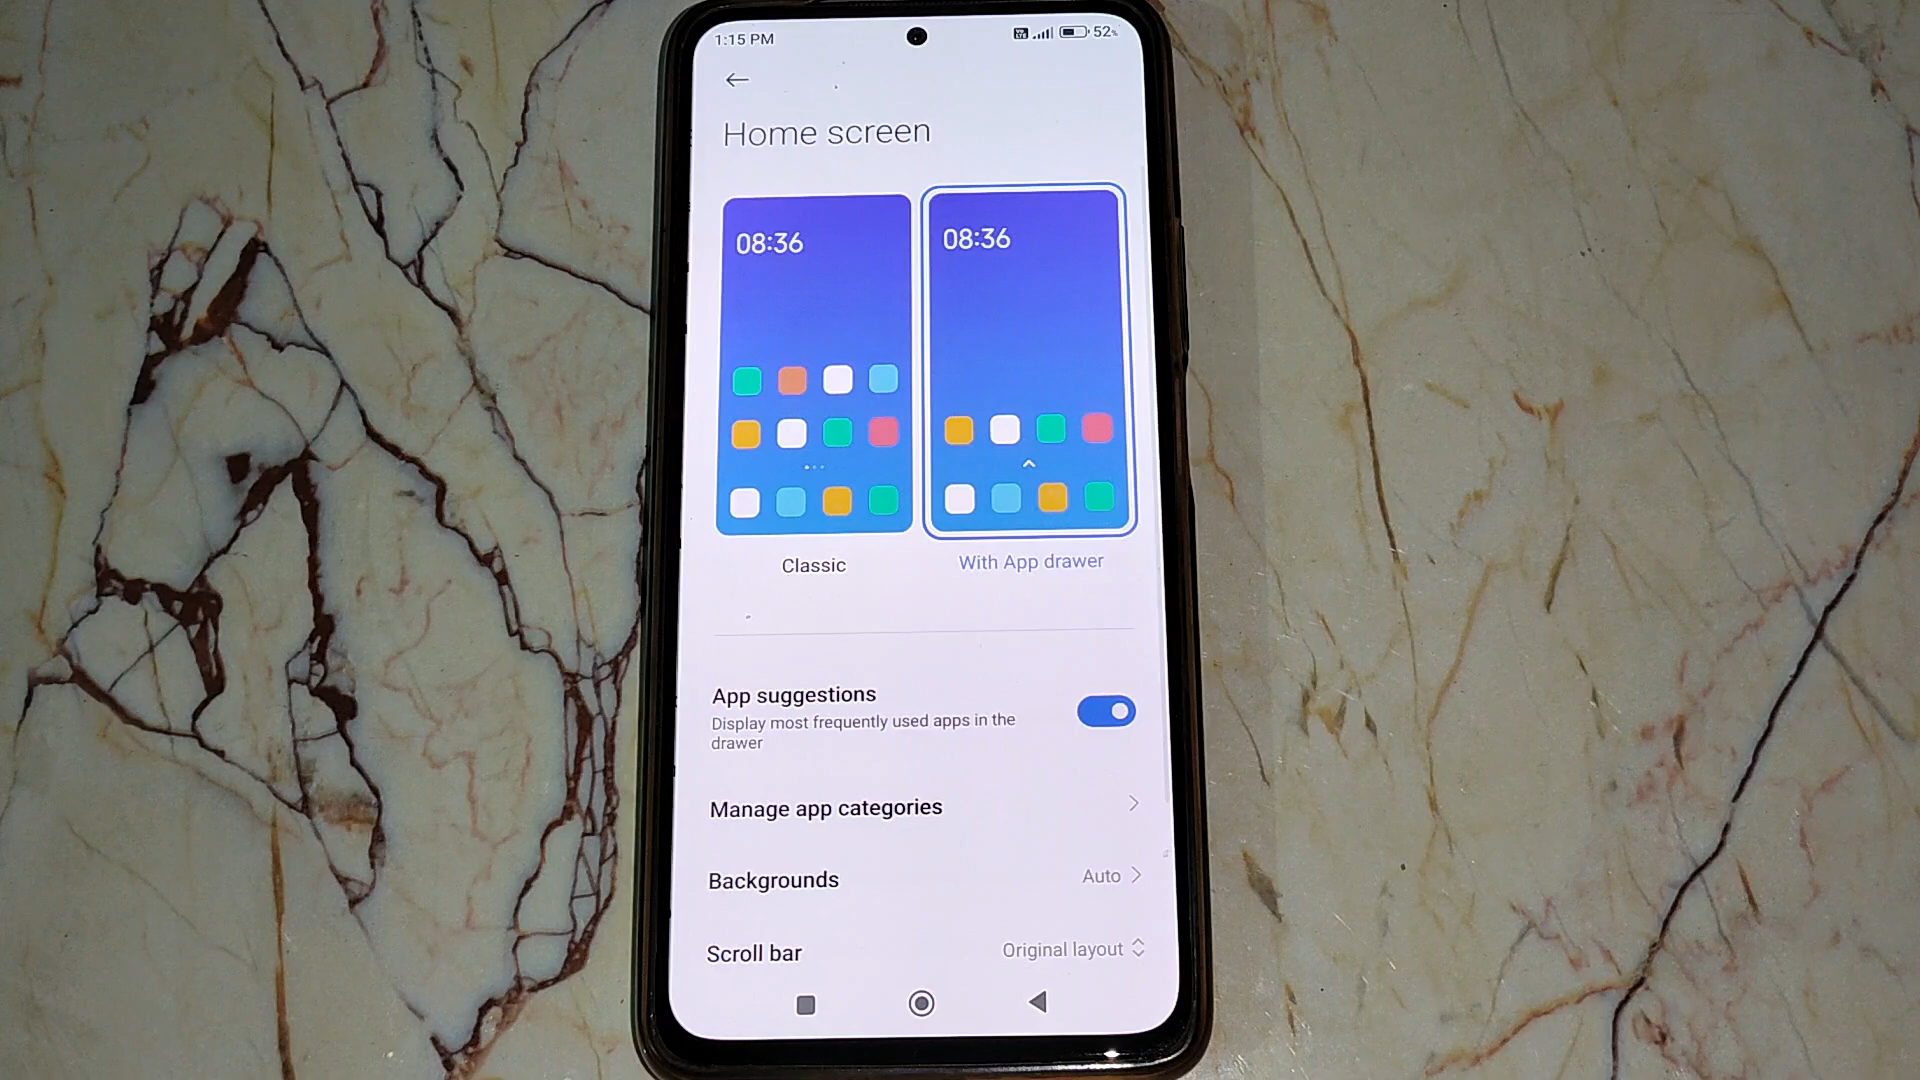 1:15 PM
52%
Home screen
08:36
08:36
Classic
With App drawer
App suggestions
Display most frequently used apps in the
drawer
Manage app categories
Backgrounds
Auto
Scroll bar
Original layout